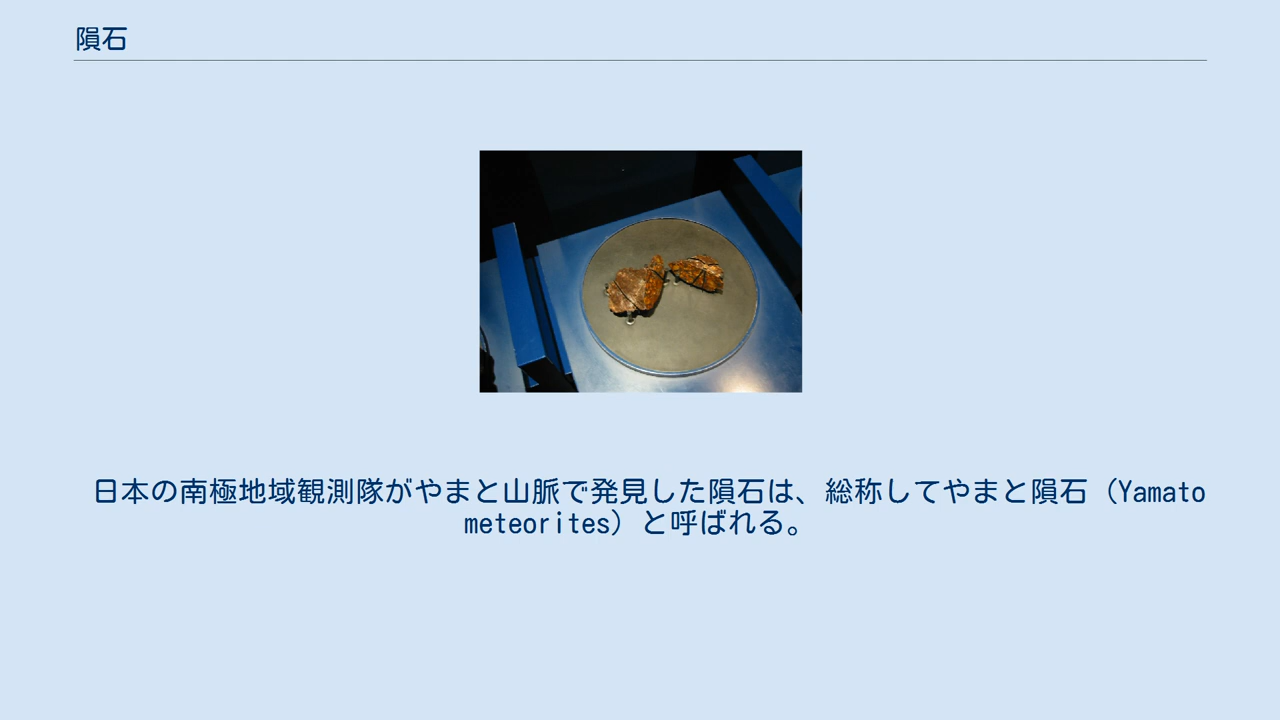 隕石
日本の南極地域観測隊がやまと山脈で発見した隕石は、総称してやまと隕石（Yamato
meteorites）と呼ばれる。